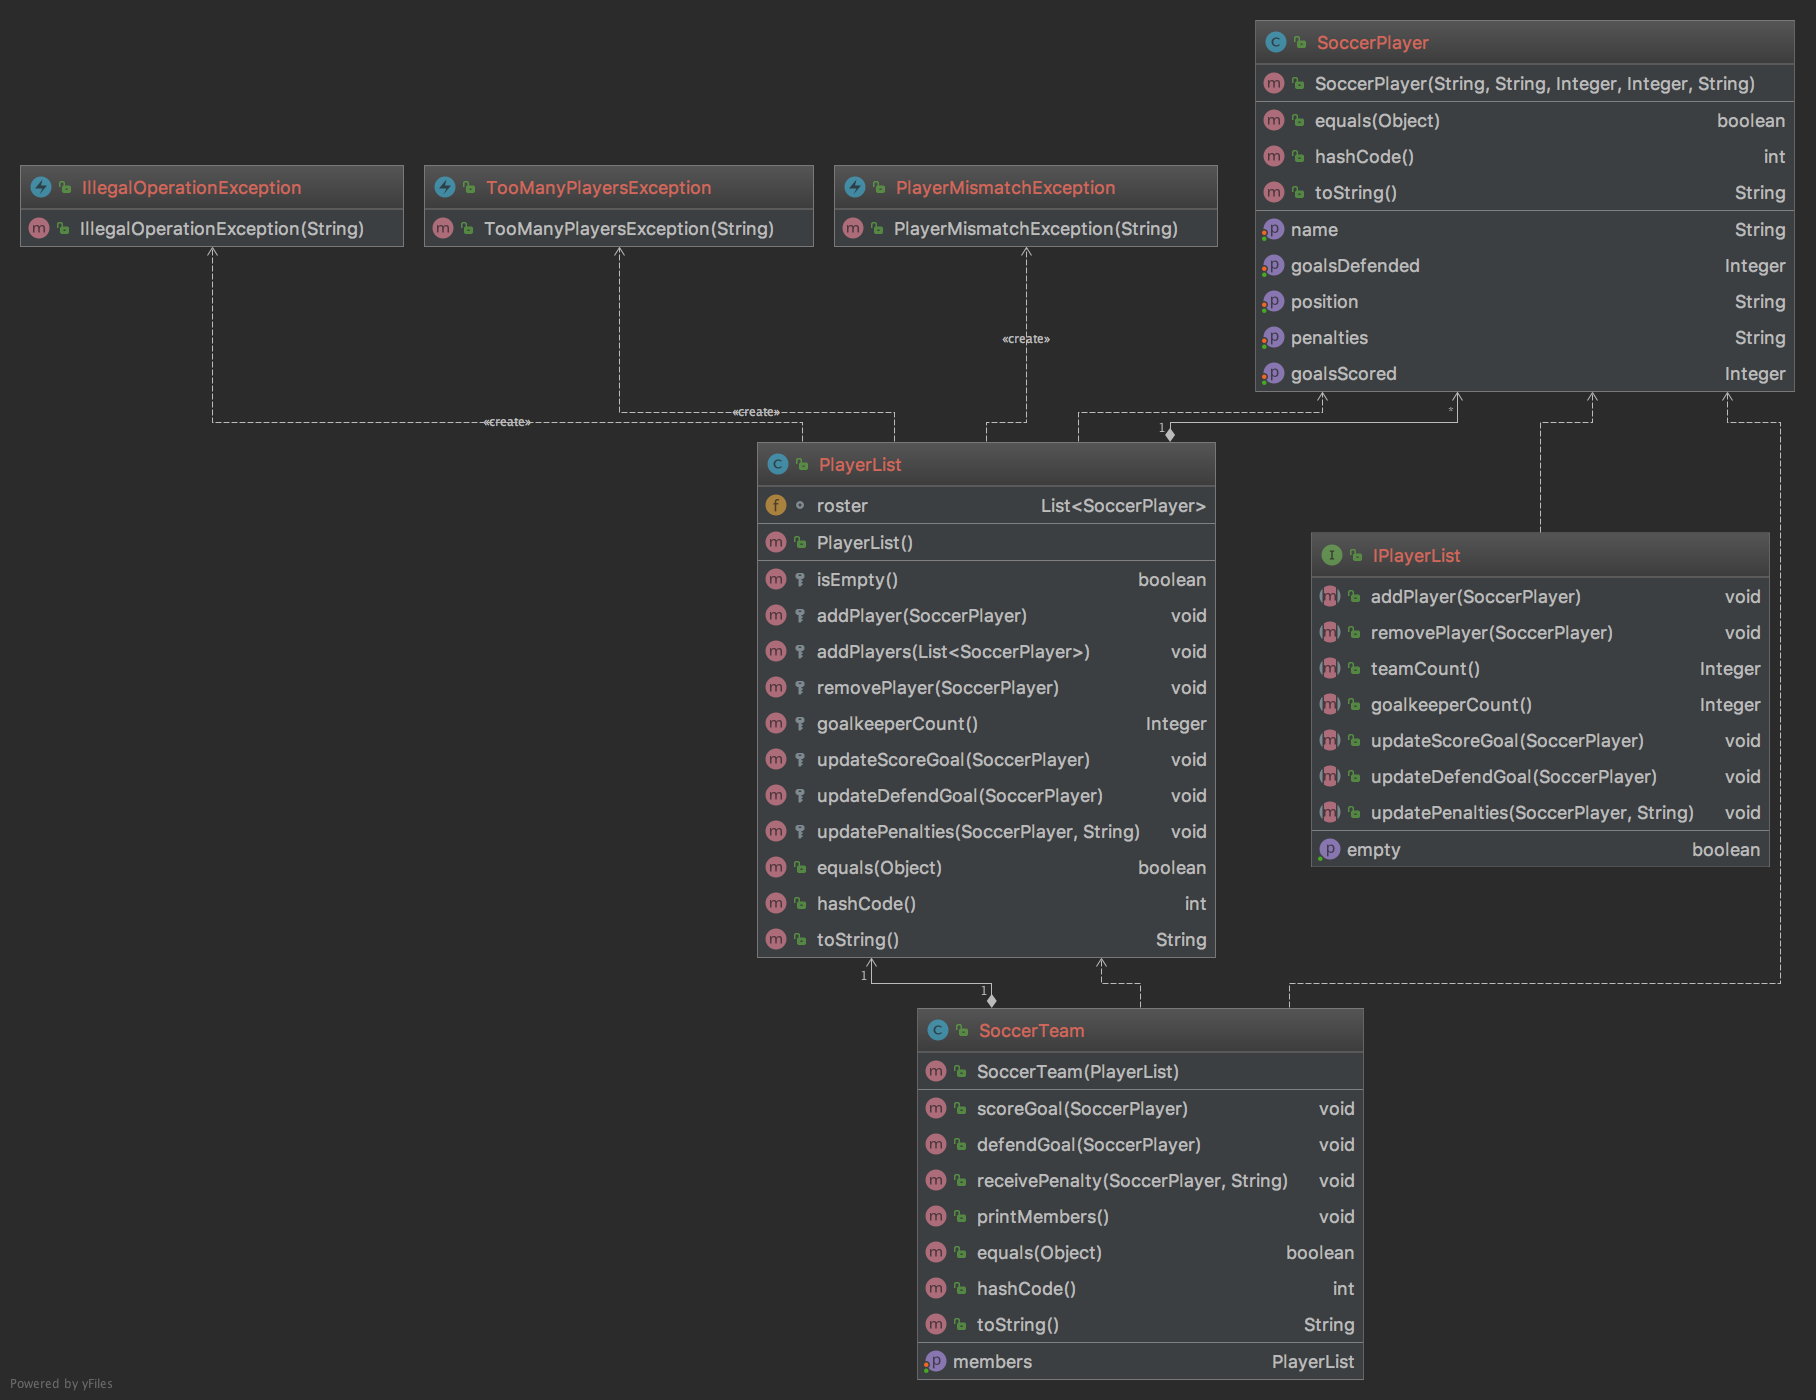 SoccerPlayer
SoccerPlayer(String, String, Integer, Integer, String)
equals(Object) boolean
hashCode() int
toString() String
name String
goalsDefended Integer
position String
penalties String
goalsScored Integer
IllegalOperationException
IllegalOperationException(String)
TooManyPlayersException
TooManyPlayersException(String)
PlayerMismatchException
PlayerMismatchException(String)
«create»
«create»
«create»
1
*
PlayerList
roster List<SoccerPlayer>
PlayerList()
isEmpty() boolean
addPlayer(SoccerPlayer) void
addPlayers(List<SoccerPlayer>) void
removePlayer(SoccerPlayer) void
goalkeeperCount() Integer
updateScoreGoal(SoccerPlayer) void
updateDefendGoal(SoccerPlayer) void
updatePenalties(SoccerPlayer, String) void
equals(Object) boolean
hashCode() int
toString() String
IPlayerList
addPlayer(SoccerPlayer) void
removePlayer(SoccerPlayer) void
teamCount() Integer
goalkeeperCount() Integer
updateScoreGoal(SoccerPlayer) void
updateDefendGoal(SoccerPlayer) void
updatePenalties(SoccerPlayer, String) void
empty boolean
1
1
SoccerTeam
SoccerTeam(PlayerList)
scoreGoal(SoccerPlayer) void
defendGoal(SoccerPlayer) void
receivePenalty(SoccerPlayer, String) void
printMembers() void
equals(Object) boolean
hashCode() int
toString() String
members PlayerList
Powered by yFiles